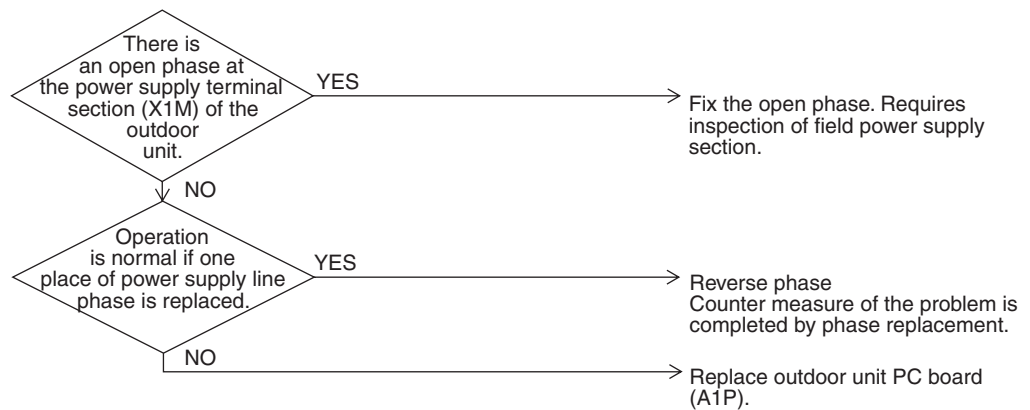 There is
an open phase at
the power supply terminal
section (X1M) of the
outdoor
unit.
YES
Fix the open phase. Requires
inspection of field power supply
section.
NO
Operation
is normal if one
place of power supply line
phase is replaced.
YES
Reverse phase
Counter measure of the problem is
completed by phase replacement.
NO
Replace outdoor unit PC board
(A1P).